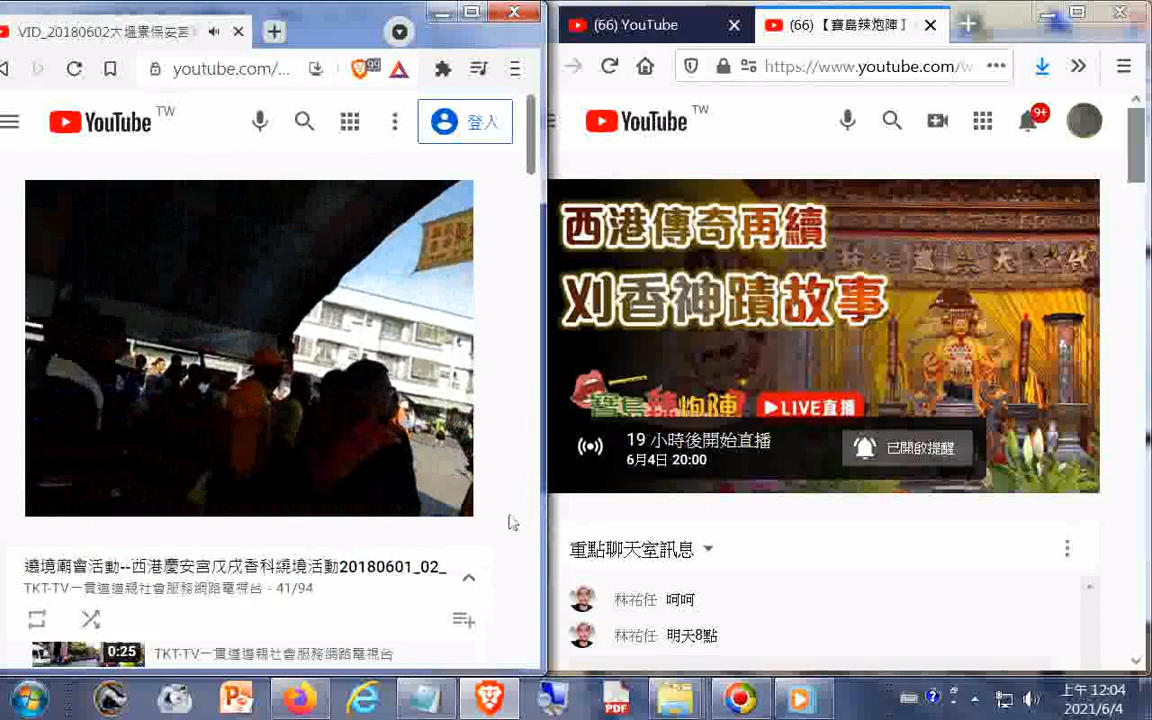 VID_20180602大塭寮保安宮
youtube.com/...
99
YouTube TW
登入
遶境廟會活動--西港慶安宮戊戌香科繞境活動20180601_02_
TKT-TV一貫道道親社會服務網路電視台 - 41/94
0:25
TKT-TV一貫道道親社會服務網路電視台
(66) YouTube
(66) 【寶島辣炮陣】
https://www.youtube.com/w
YouTube TW
9+
西港傳奇再續
刈香神蹟故事
寶島辣炮陣
LIVE直播
19 小時後開始直播
6月4日 20:00
已開啟提醒
重點聊天室訊息
林祐任 呵呵
林祐任 明天8點
PDF
上午 12:04
2021/6/4